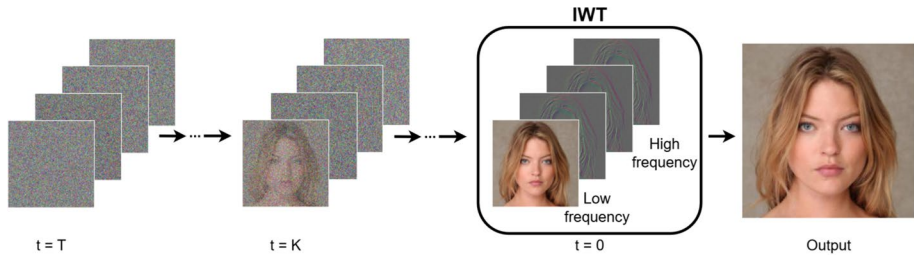 IWT
...
...
High
frequency
Low
frequency
t = T
t = K
t = 0
Output